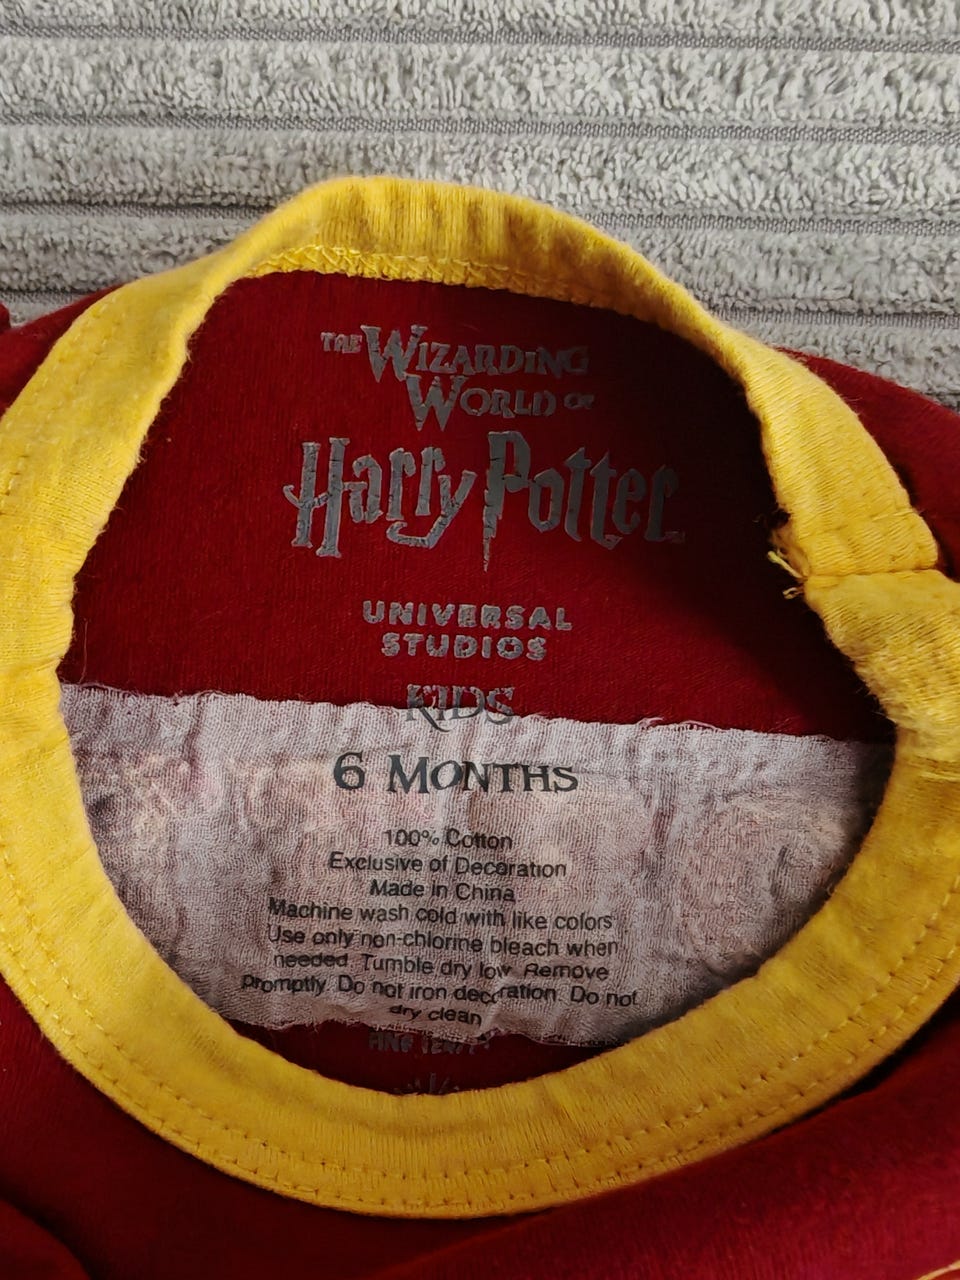 THE WIZARDING
WORLD OF
Harry Potter
UNIVERSAL
STUDIOS
KIDS
6 MONTHS
100% Cotton
Exclusive of Decoration
Made in China
Machine wash cold with like colors
Use only non-chlorine bleach when
needed. Tumble dry low. Remove
promptly. Do not iron decoration. Do not
dry clean